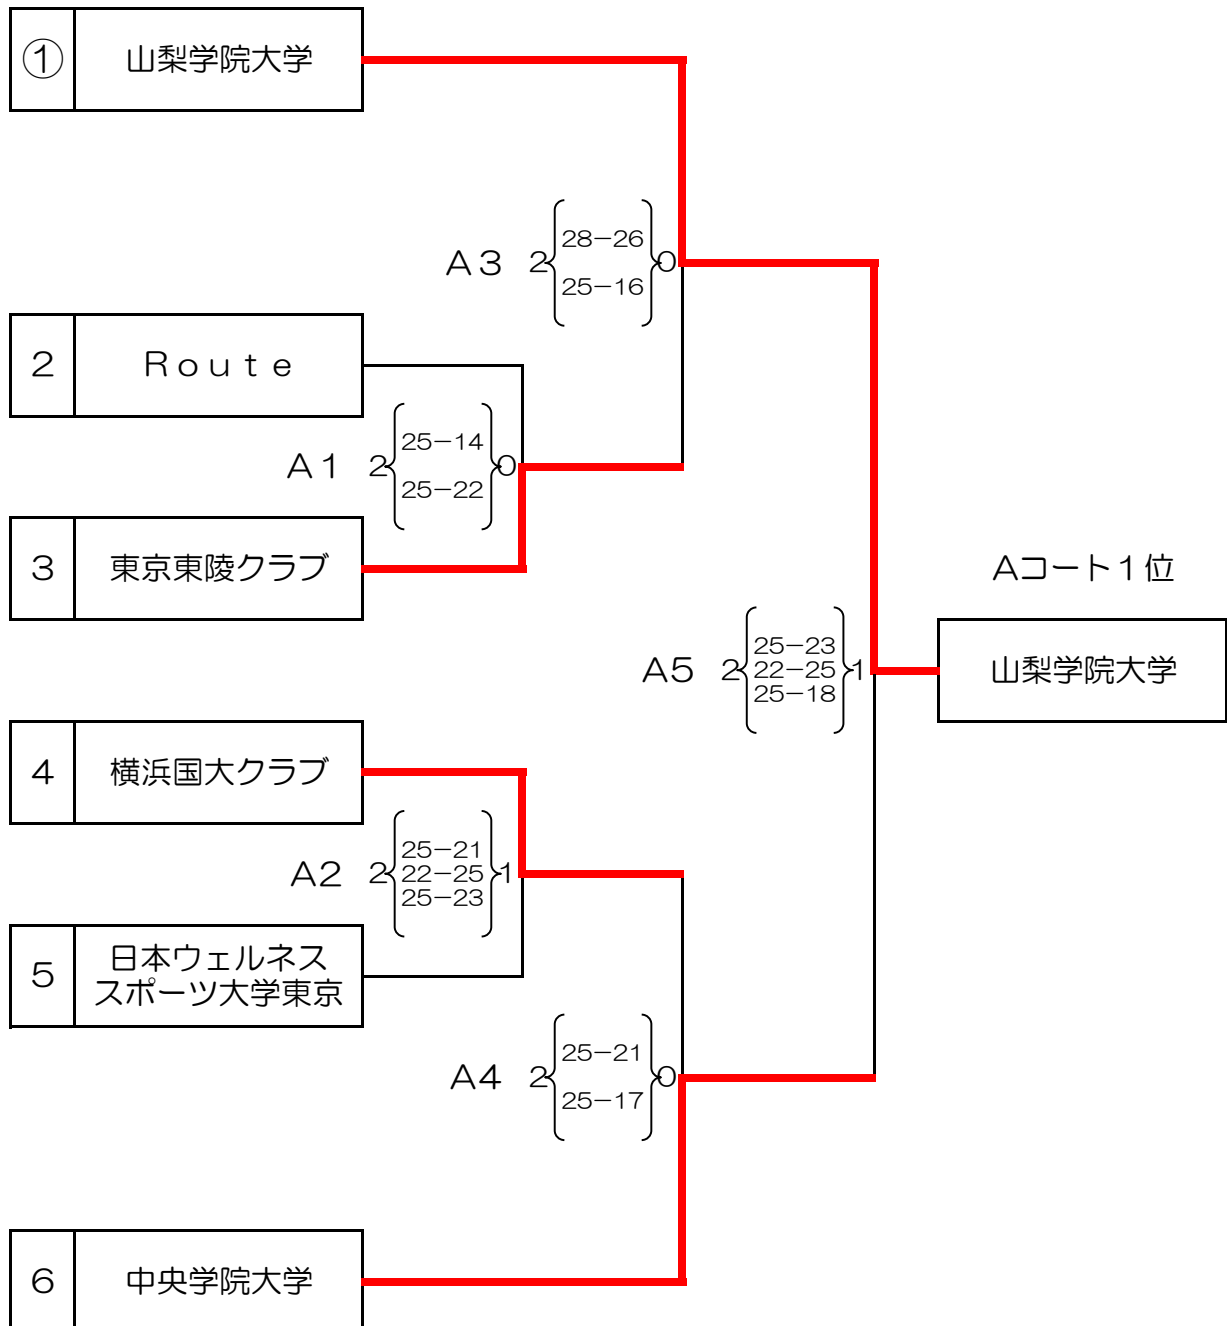 ① 山梨学院大学
A3 2 28-26 0
25-16
2 Route
A1 2 25-14 0
25-22
3 東京東陵クラブ
Aコート1位
A5 2 25-23 1
22-25
25-18
山梨学院大学
4 横浜国大クラブ
A2 2 25-21 1
22-25
25-23
5 日本ウェルネス
スポーツ大学東京
A4 2 25-21 0
25-17
6 中央学院大学